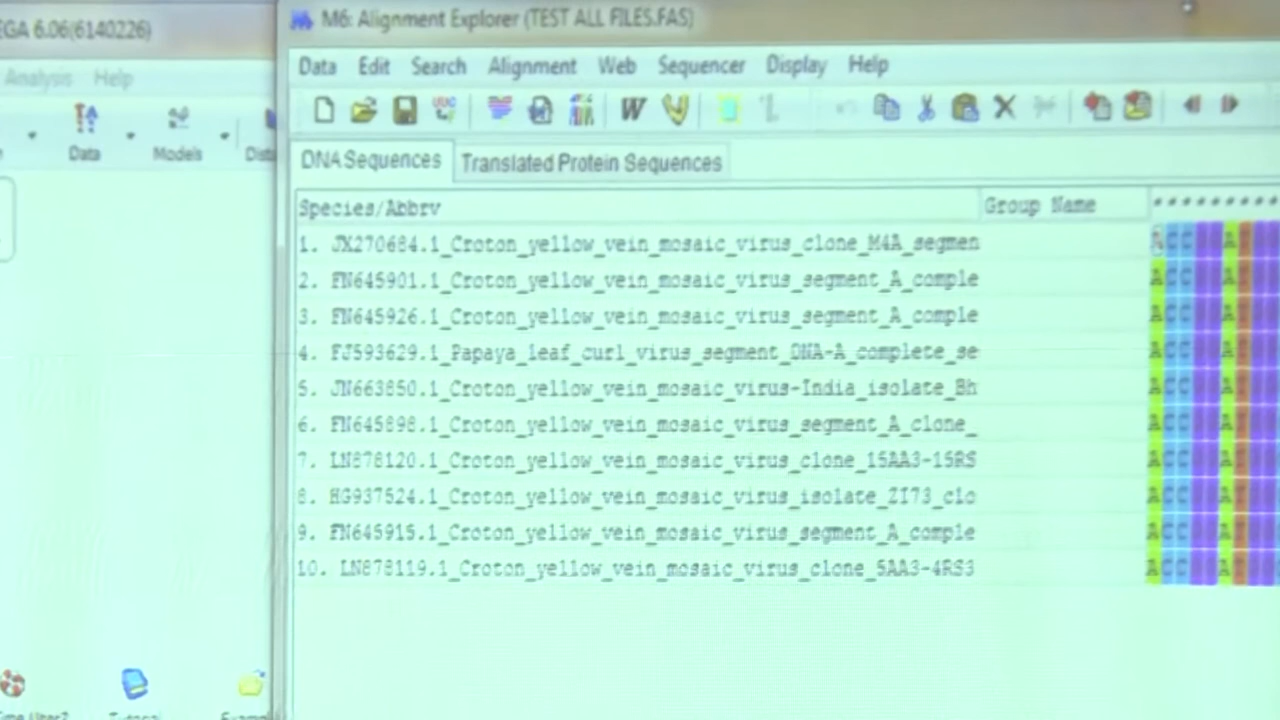 GA 6.06(6140226)
M6: Alignment Explorer (TEST ALL FILES.FAS)
Analysis Help
Data Edit Search Alignment Web Sequencer Display Help
W
Data Models
DNA Sequences Translated Protein Sequences
Species/Abbrv Group Name * * * * * * * * *
1. JX270684.1_Croton_yellow_vein_mosaic_virus_clone_M4A_segmen
2. FN645901.1_Croton_yellow_vein_mosaic_virus_segment_A_comple
3. FN645926.1_Croton_yellow_vein_mosaic_virus_segment_A_comple
4. FJ593629.1_Papaya_leaf_curl_virus_segment_DNA-A_complete_se
5. JN663850.1_Croton_yellow_vein_mosaic_virus-India_isolate_Bh
6. FN645898.1_Croton_yellow_vein_mosaic_virus_segment_A_clone_
7. LN878120.1_Croton_yellow_vein_mosaic_virus_clone_15AA3-15RS
8. HG937524.1_Croton_yellow_vein_mosaic_virus_isolate_ZI73_clo
9. FN645915.1_Croton_yellow_vein_mosaic_virus_segment_A_comple
10. LN878119.1_Croton_yellow_vein_mosaic_virus_clone_5AA3-4RS3